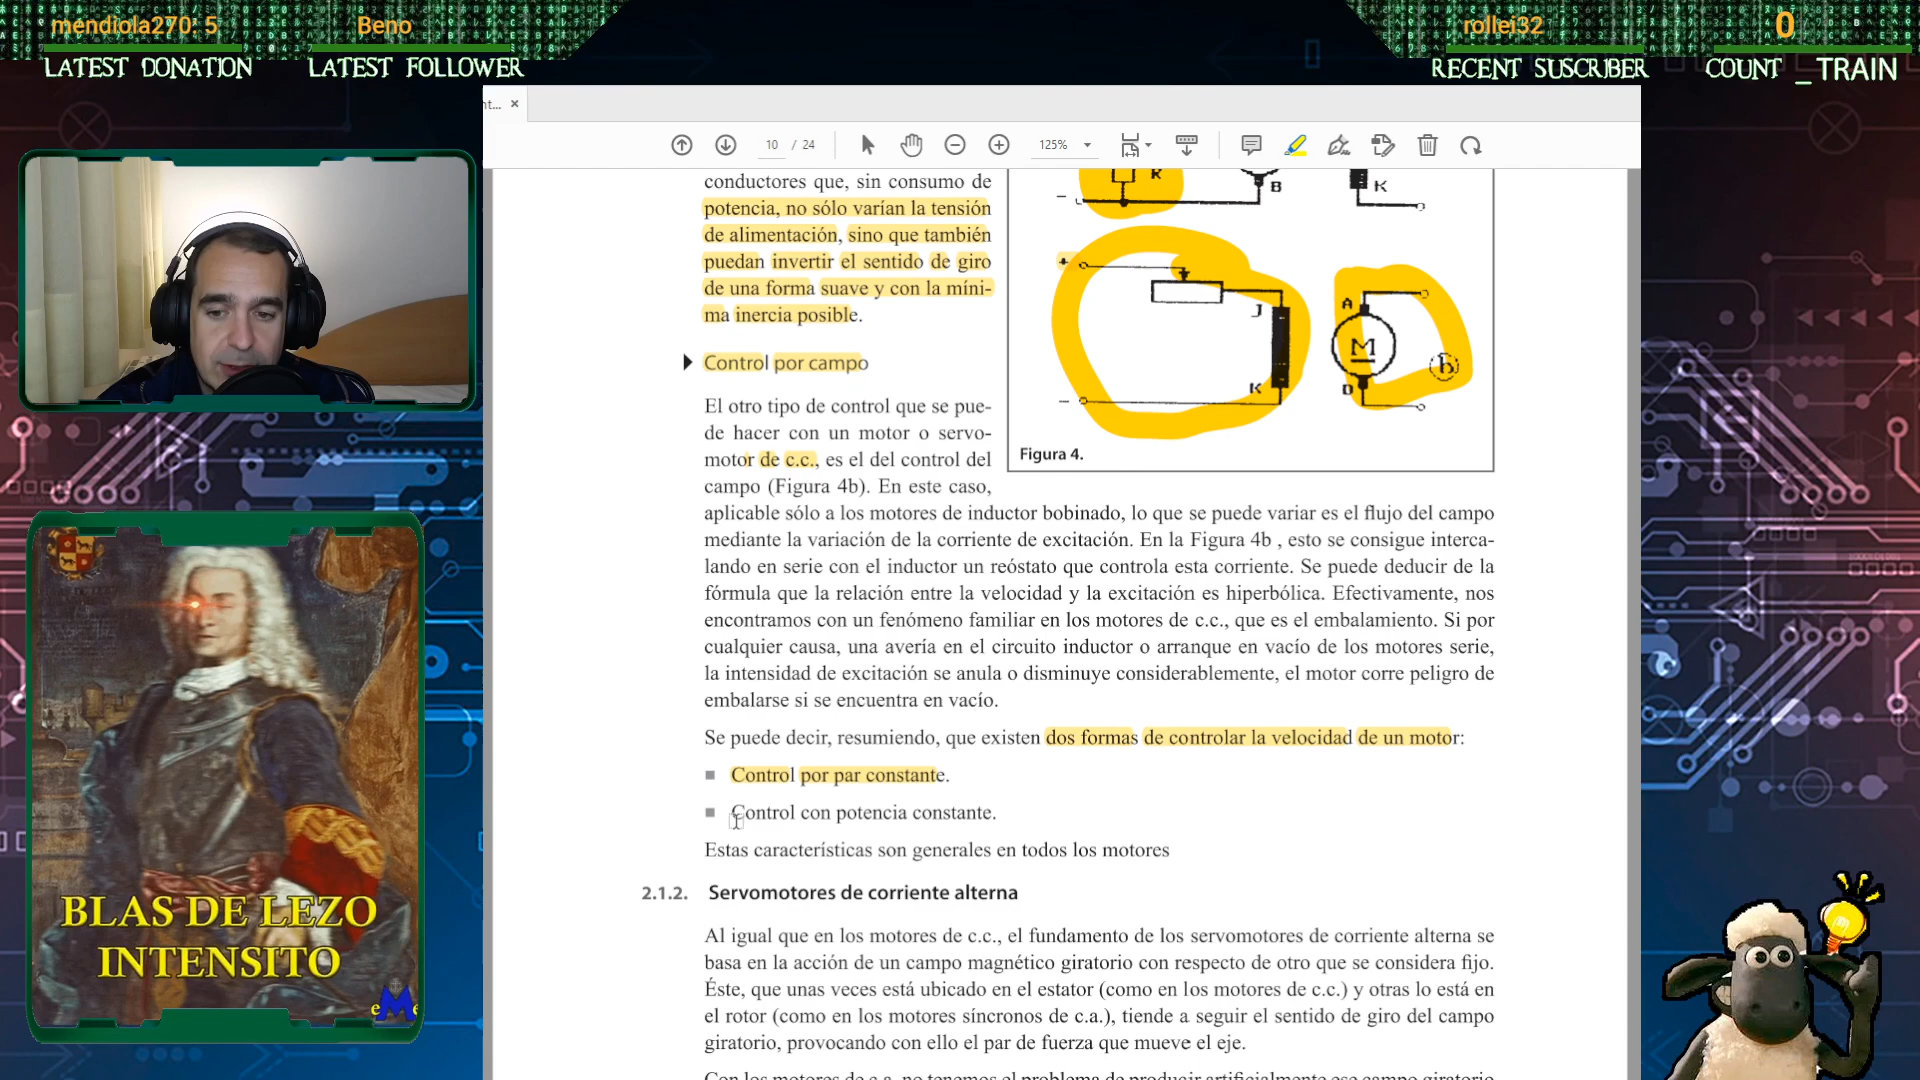 mendiola270: 5
Beno
rollei32
0
LATEST DONATION
LATEST FOLLOWER
RECENT SUSCRIBER
COUNT _TRAIN
nt... ×
10 / 24
125%
conductores que, sin consumo de
potencia, no sólo varían la tensión
de alimentación, sino que también
puedan invertir el sentido de giro
de una forma suave y con la míni-
ma inercia posible.
R
B
K
−
+
J
K
−
A
M
D
b
Figura 4.
Control por campo
El otro tipo de control que se pue-
de hacer con un motor o servo-
motor de c.c., es el del control del
campo (Figura 4b). En este caso,
aplicable sólo a los motores de inductor bobinado, lo que se puede variar es el flujo del campo
mediante la variación de la corriente de excitación. En la Figura 4b , esto se consigue interca-
lando en serie con el inductor un reóstato que controla esta corriente. Se puede deducir de la
fórmula que la relación entre la velocidad y la excitación es hiperbólica. Efectivamente, nos
encontramos con un fenómeno familiar en los motores de c.c., que es el embalamiento. Si por
cualquier causa, una avería en el circuito inductor o arranque en vacío de los motores serie,
la intensidad de excitación se anula o disminuye considerablemente, el motor corre peligro de
embalarse si se encuentra en vacío.
Se puede decir, resumiendo, que existen dos formas de controlar la velocidad de un motor:
■ Control por par constante.
■ Control con potencia constante.
Estas características son generales en todos los motores
2.1.2. Servomotores de corriente alterna
Al igual que en los motores de c.c., el fundamento de los servomotores de corriente alterna se
basa en la acción de un campo magnético giratorio con respecto de otro que se considera fijo.
Éste, que unas veces está ubicado en el estator (como en los motores de c.c.) y otras lo está en
el rotor (como en los motores síncronos de c.a.), tiende a seguir el sentido de giro del campo
giratorio, provocando con ello el par de fuerza que mueve el eje.
Con los motores de c.a. no tenemos el problema de producir artificialmente ese campo giratorio
BLAS DE LEZO
INTENSITO